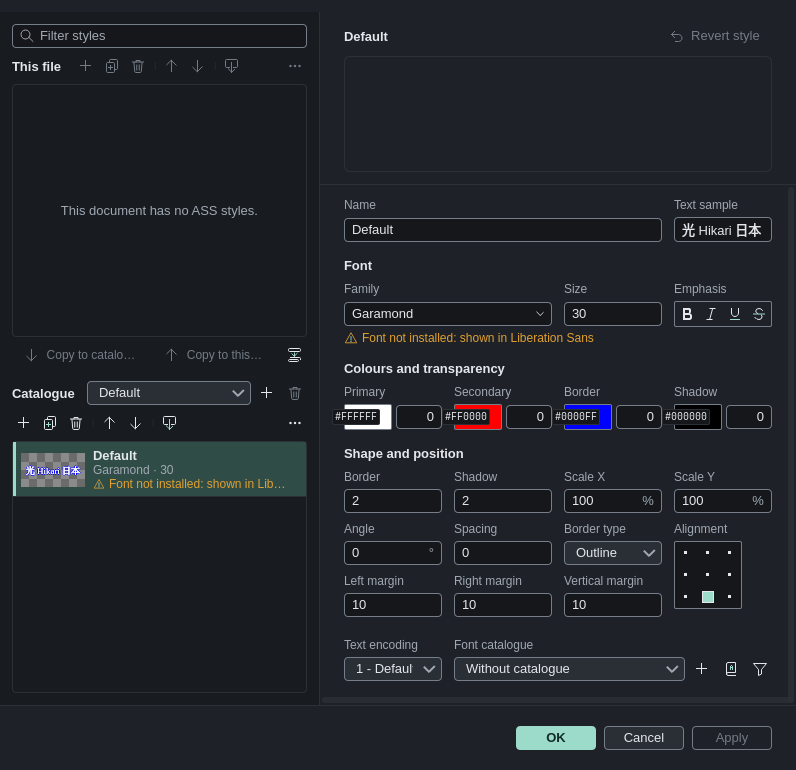 Filter styles
This file
This document has no ASS styles.
Copy to catalo…
Copy to this…
Catalogue
Default
光 Hikari 日本
Default
Garamond · 30
Font not installed: shown in Lib…
Default
Revert style
Name
Text sample
Default
光 Hikari 日本
Font
Family
Size
Emphasis
Garamond
30
B I U S
Font not installed: shown in Liberation Sans
Colours and transparency
Primary
Secondary
Border
Shadow
#FFFFFF
0
#FF0000
0
#0000FF
0
#000000
0
Shape and position
Border
Shadow
Scale X
Scale Y
2
2
100 %
100 %
Angle
Spacing
Border type
Alignment
0 °
0
Outline
Left margin
Right margin
Vertical margin
10
10
10
Text encoding
Font catalogue
1 - Defaul
Without catalogue
OK
Cancel
Apply